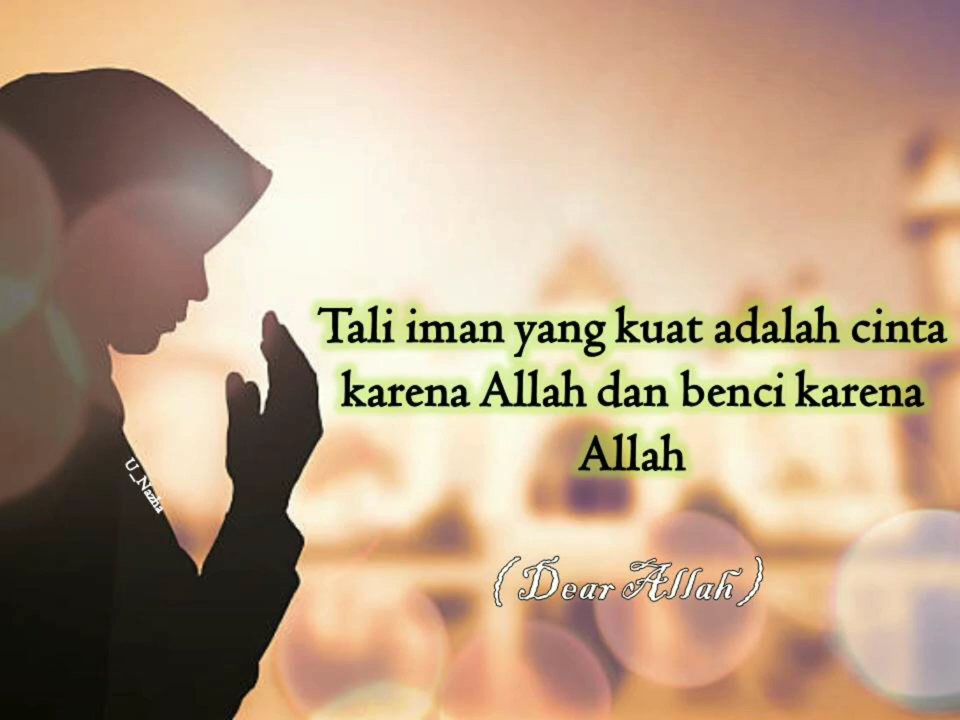 Tali iman yang kuat adalah cinta
karena Allah dan benci karena
Allah
(Dear Allah)
U_Nazha